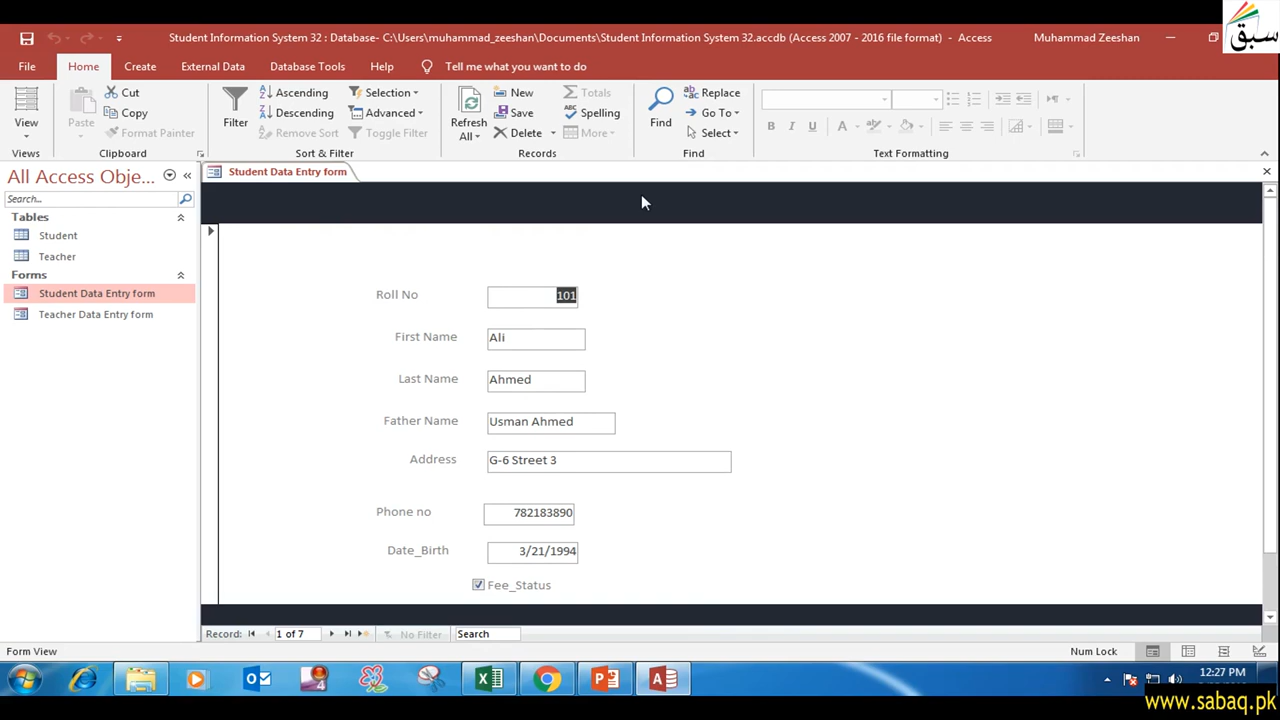 سبق
Student Information System 32 : Database- C:\Users\muhammad_zeeshan\Documents\Student Information System 32.accdb (Access 2007 - 2016 file format) - Access
Muhammad Zeeshan
File Home Create External Data Database Tools Help Tell me what you want to do
View
Views
Paste
Cut
Copy
Format Painter
Clipboard
Filter
Ascending
Descending
Remove Sort
Selection
Advanced
Toggle Filter
Sort & Filter
Refresh
All
New
Save
Delete
Totals
Spelling
More
Records
Find
Replace
Go To
Select
Find
Text Formatting
All Access Obje...
Search...
Tables
Student
Teacher
Forms
Student Data Entry form
Teacher Data Entry form
Student Data Entry form
Roll No 101
First Name Ali
Last Name Ahmed
Father Name Usman Ahmed
Address G-6 Street 3
Phone no 782183890
Date_Birth 3/21/1994
Fee_Status
Record: 1 of 7 No Filter Search
Form View
Num Lock
12:27 PM
www.sabaq.pk